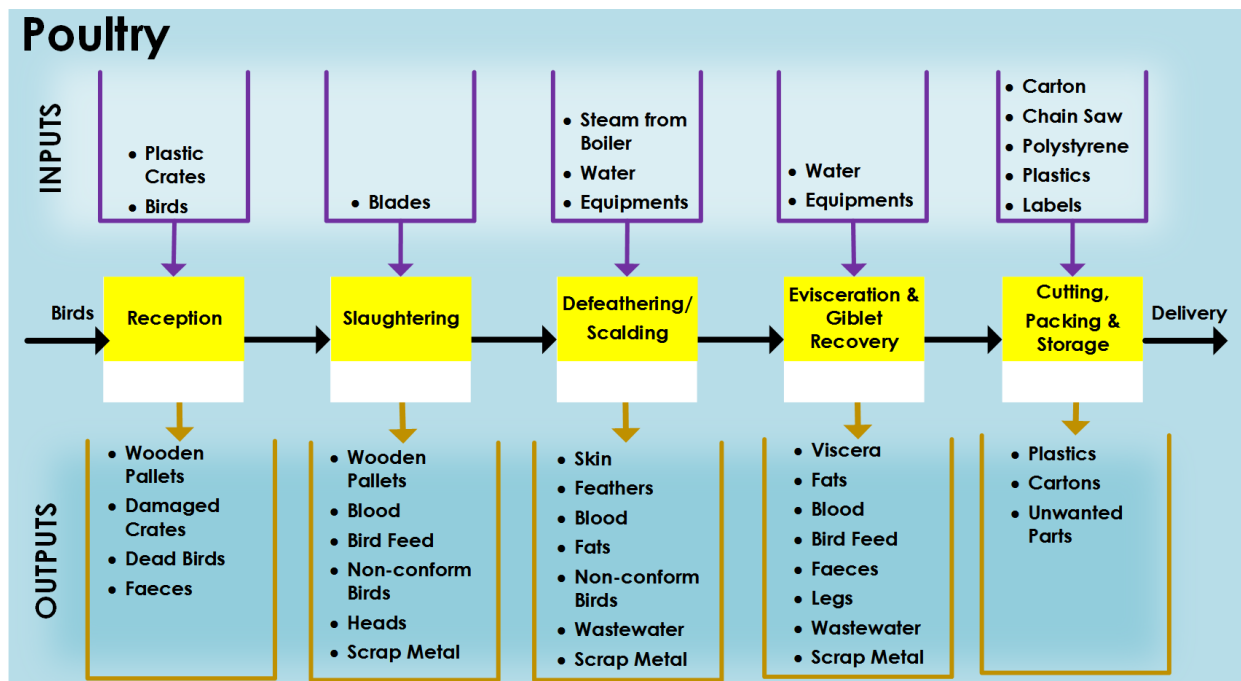 Poultry
INPUTS
• Plastic
Crates
• Birds
• Blades
• Steam from
Boiler
• Water
• Equipments
• Water
• Equipments
• Carton
• Chain Saw
• Polystyrene
• Plastics
• Labels
Birds
Reception
Slaughtering
Defeathering/
Scalding
Evisceration &
Giblet
Recovery
Cutting,
Packing &
Storage
Delivery
OUTPUTS
• Wooden
Pallets
• Damaged
Crates
• Dead Birds
• Faeces
• Wooden
Pallets
• Blood
• Bird Feed
• Non-conform
Birds
• Heads
• Scrap Metal
• Skin
• Feathers
• Blood
• Fats
• Non-conform
Birds
• Wastewater
• Scrap Metal
• Viscera
• Fats
• Blood
• Bird Feed
• Faeces
• Legs
• Wastewater
• Scrap Metal
• Plastics
• Cartons
• Unwanted
Parts